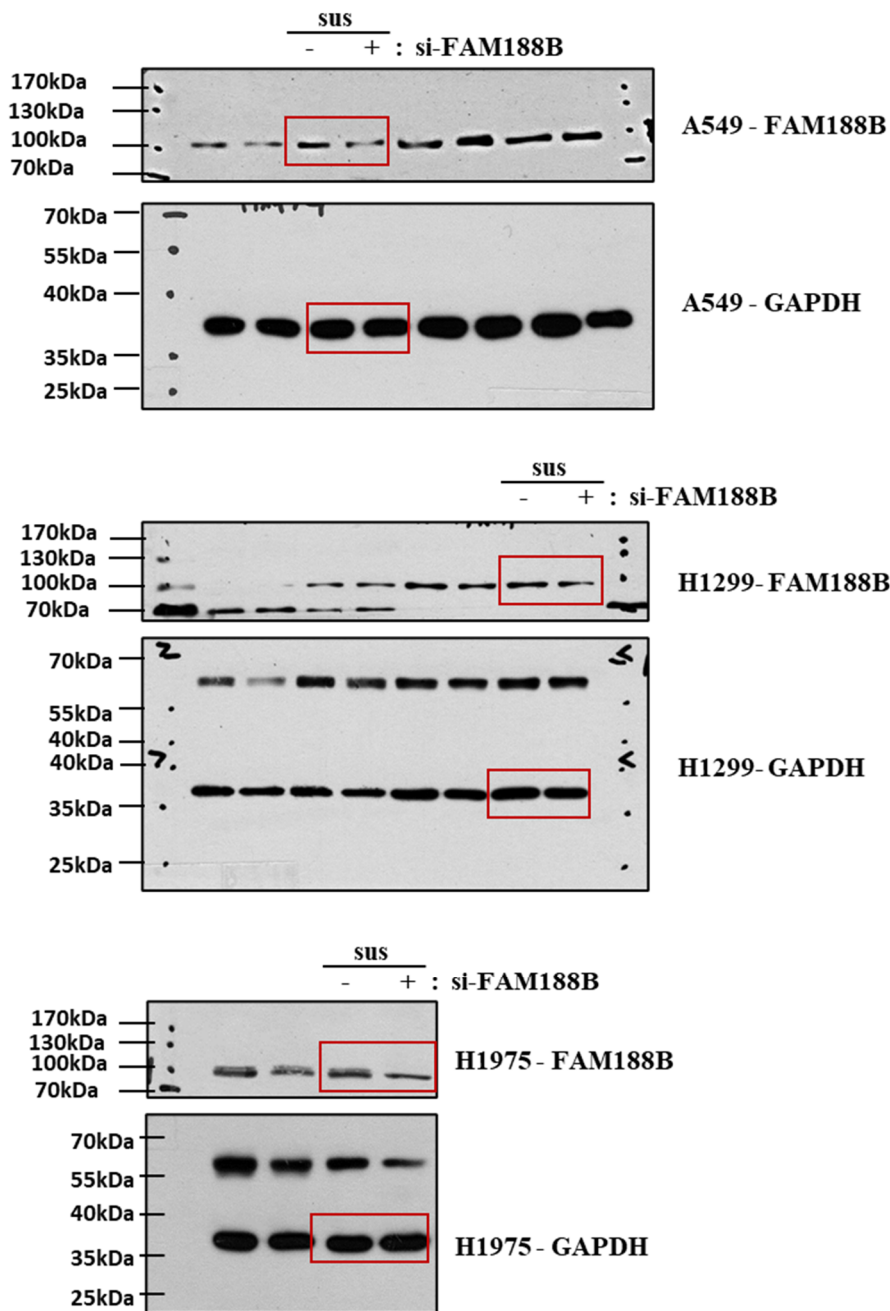 sus
- + : si-FAM188B
170kDa
130kDa
100kDa
70kDa
A549 - FAM188B
70kDa
55kDa
40kDa
35kDa
25kDa
A549 - GAPDH
sus
- + : si-FAM188B
170kDa
130kDa
100kDa
70kDa
H1299- FAM188B
70kDa
55kDa
40kDa
40kDa
35kDa
25kDa
H1299- GAPDH
sus
- + : si-FAM188B
170kDa
130kDa
100kDa
70kDa
H1975 - FAM188B
70kDa
55kDa
40kDa
35kDa
25kDa
H1975 - GAPDH